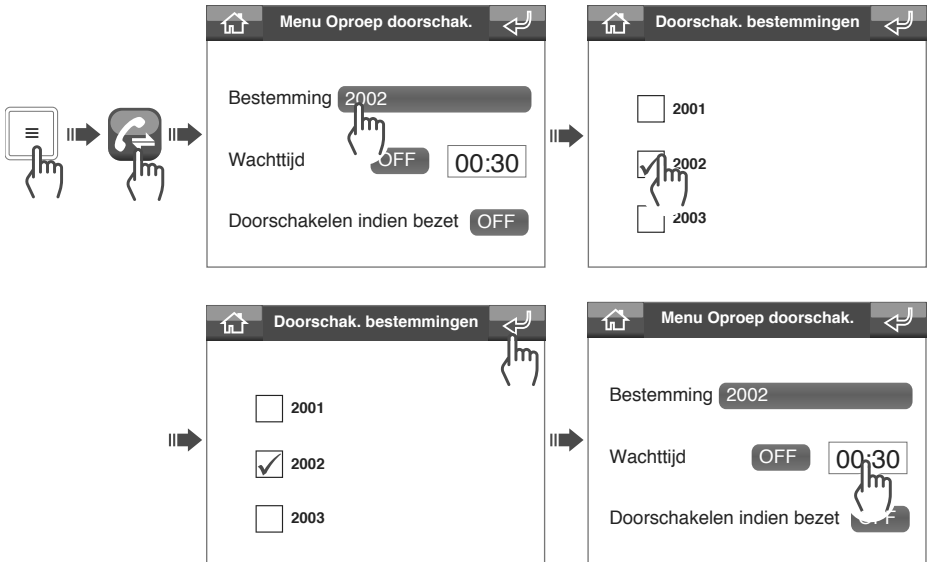 Menu Oproep doorschak.
Bestemming 2002
Wachttijd OFF 00:30
Doorschakelen indien bezet OFF
Doorschak. bestemmingen
2001
2002
2003
Doorschak. bestemmingen
2001
2002
2003
Menu Oproep doorschak.
Bestemming 2002
Wachttijd OFF 00:30
Doorschakelen indien bezet OFF